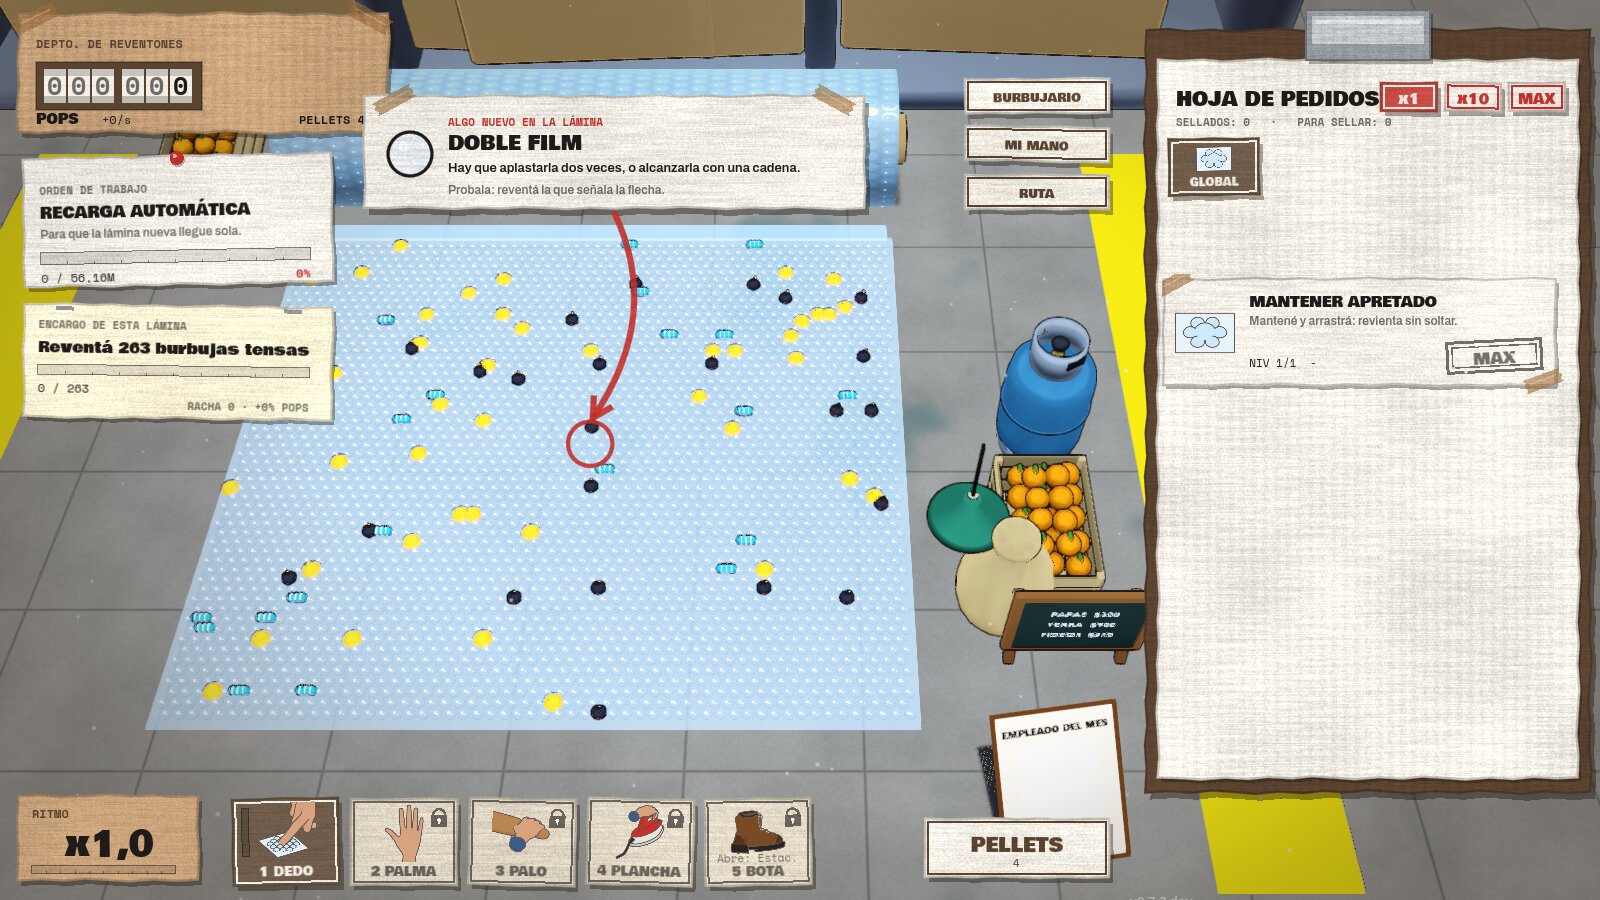 DEPTO. DE REVENTONES
000 000
POPS +0/s PELLETS 4
ORDEN DE TRABAJO
RECARGA AUTOMÁTICA
Para que la lámina nueva llegue sola.
0 / 56.16M 0%
ENCARGO DE ESTA LÁMINA
Reventá 263 burbujas tensas
0 / 263
RACHA 0 · +0% POPS
ALGO NUEVO EN LA LÁMINA
DOBLE FILM
Hay que aplastarla dos veces, o alcanzarla con una cadena.
Probala: reventá la que señala la flecha.
BURBUJARIO
MI MANO
RUTA
HOJA DE PEDIDOS x1 x10 MAX
SELLADOS: 0 · PARA SELLAR: 0
GLOBAL
MANTENER APRETADO
Mantené y arrastrá: revienta sin soltar.
NIV 1/1 -
MAX
EMPLEADO DEL MES
RITMO
x1,0
1 DEDO
2 PALMA
3 PALO
4 PLANCHA
Abre: Estac.
5 BOTA
PELLETS
4